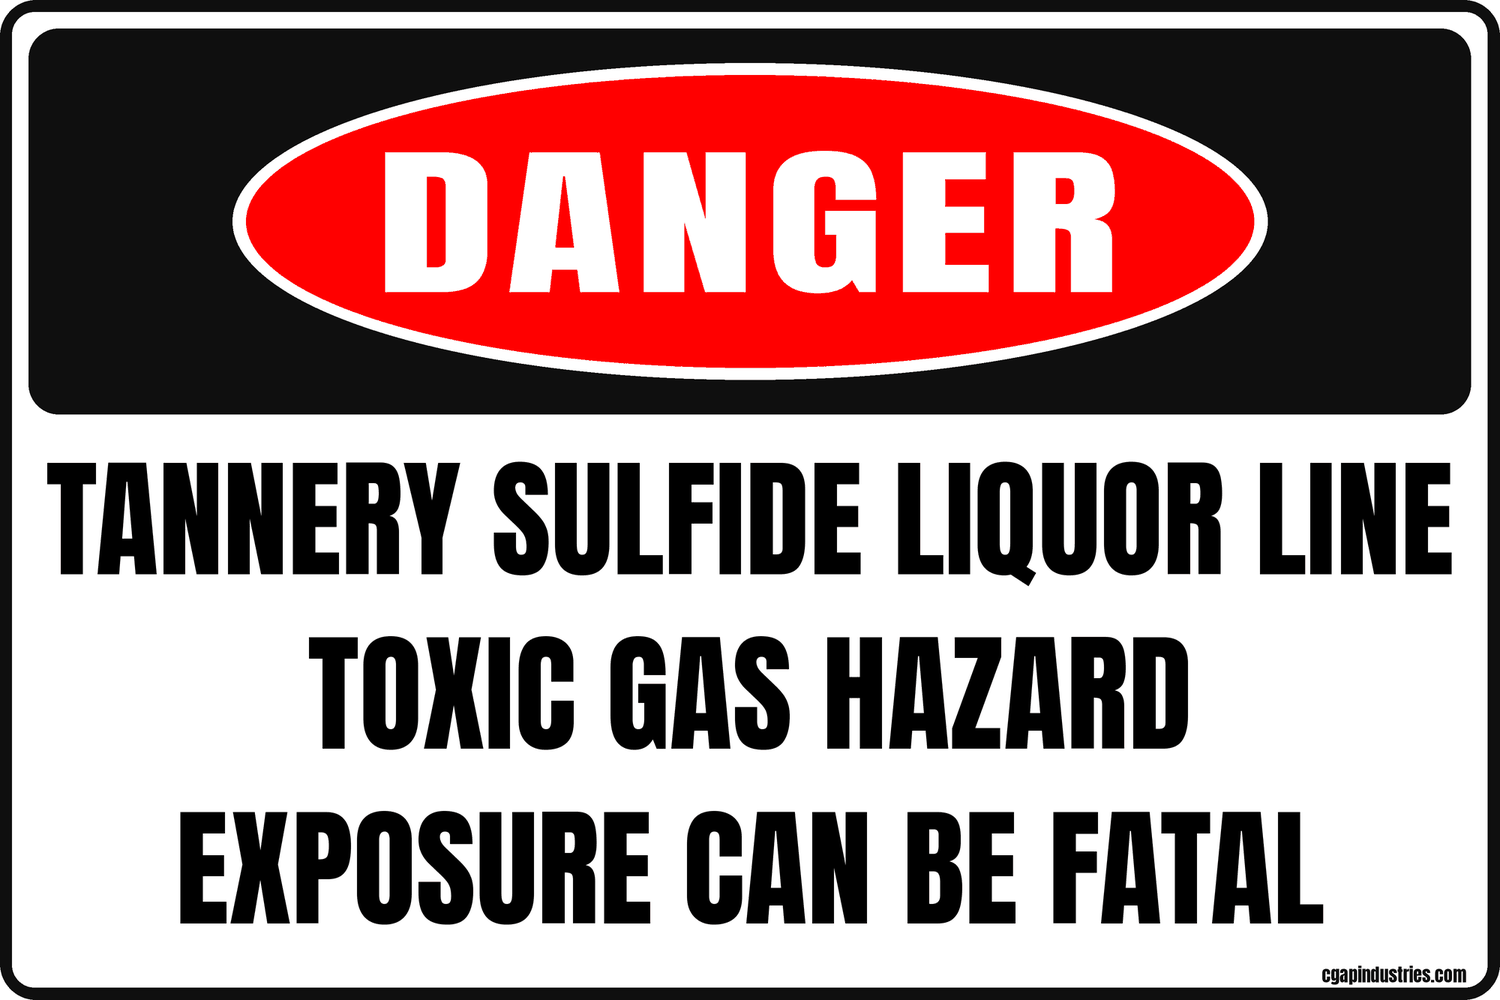 DANGER
TANNERY SULFIDE LIQUOR LINE
TOXIC GAS HAZARD
EXPOSURE CAN BE FATAL
cgapindustries.com